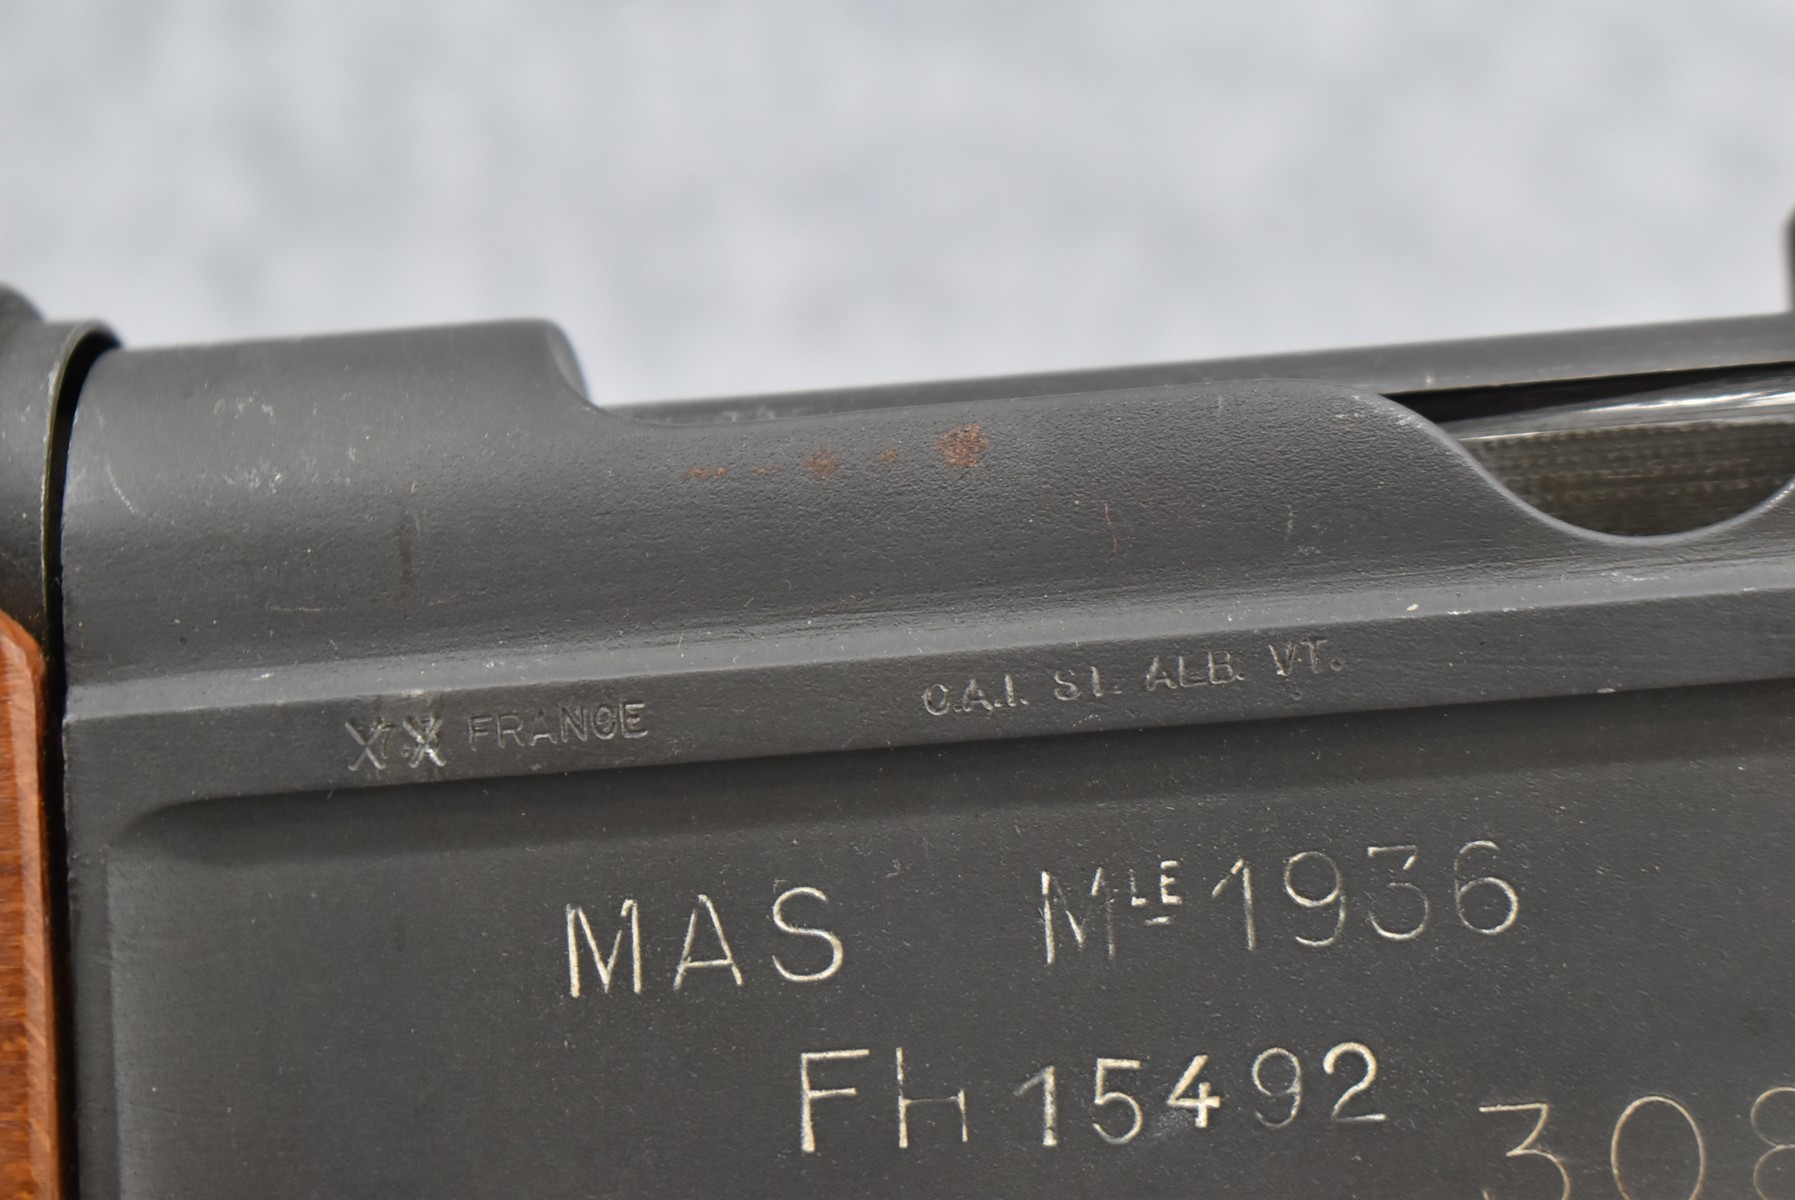 FRANCE C.A.I. ST. ALB. VT.
MAS MLE 1936
FH 15492
308